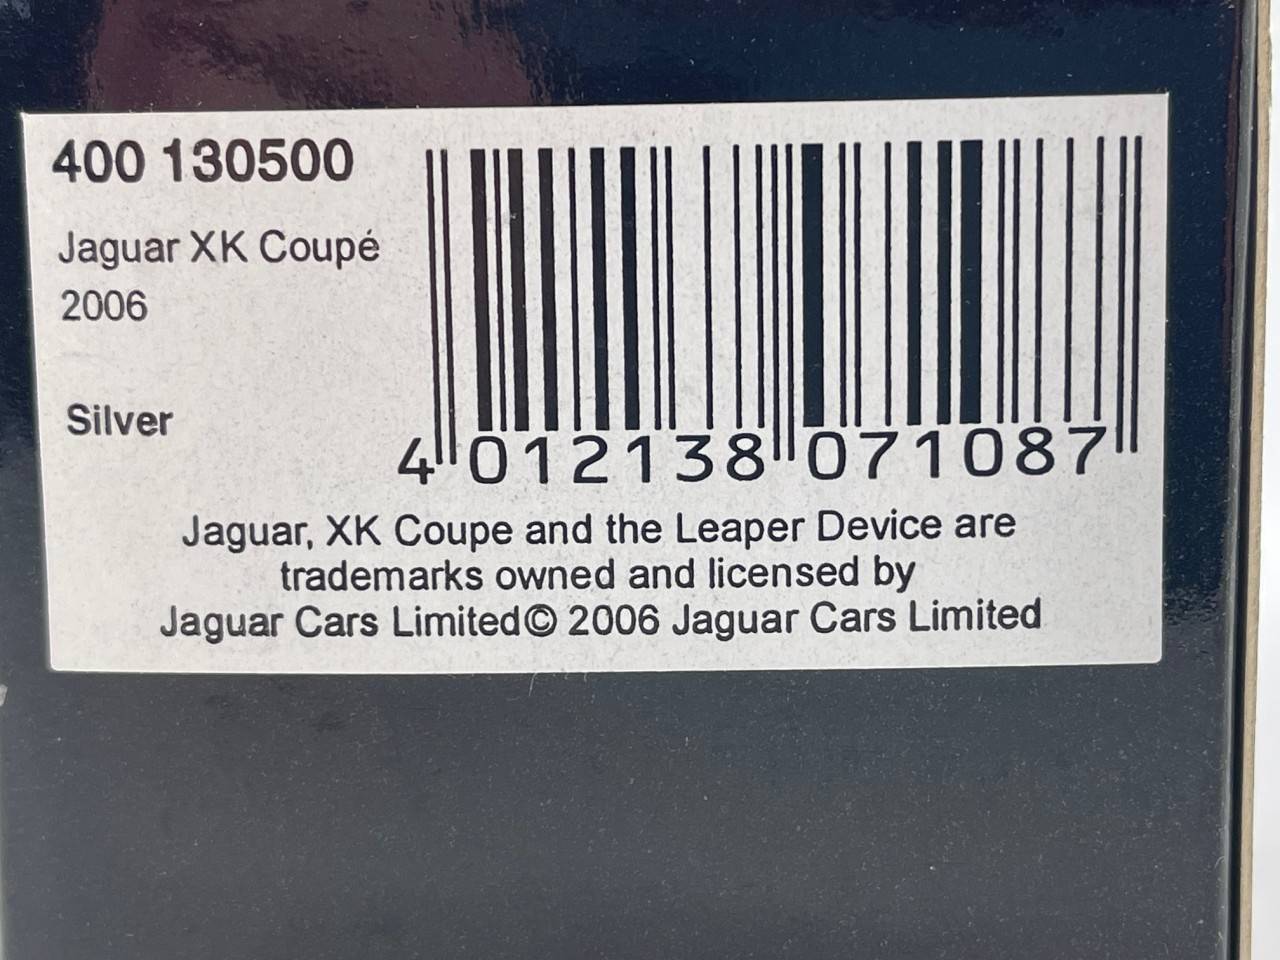 400 130500
Jaguar XK Coupé
2006
Silver
4 012138 071087
Jaguar, XK Coupe and the Leaper Device are
trademarks owned and licensed by
Jaguar Cars Limited© 2006 Jaguar Cars Limited